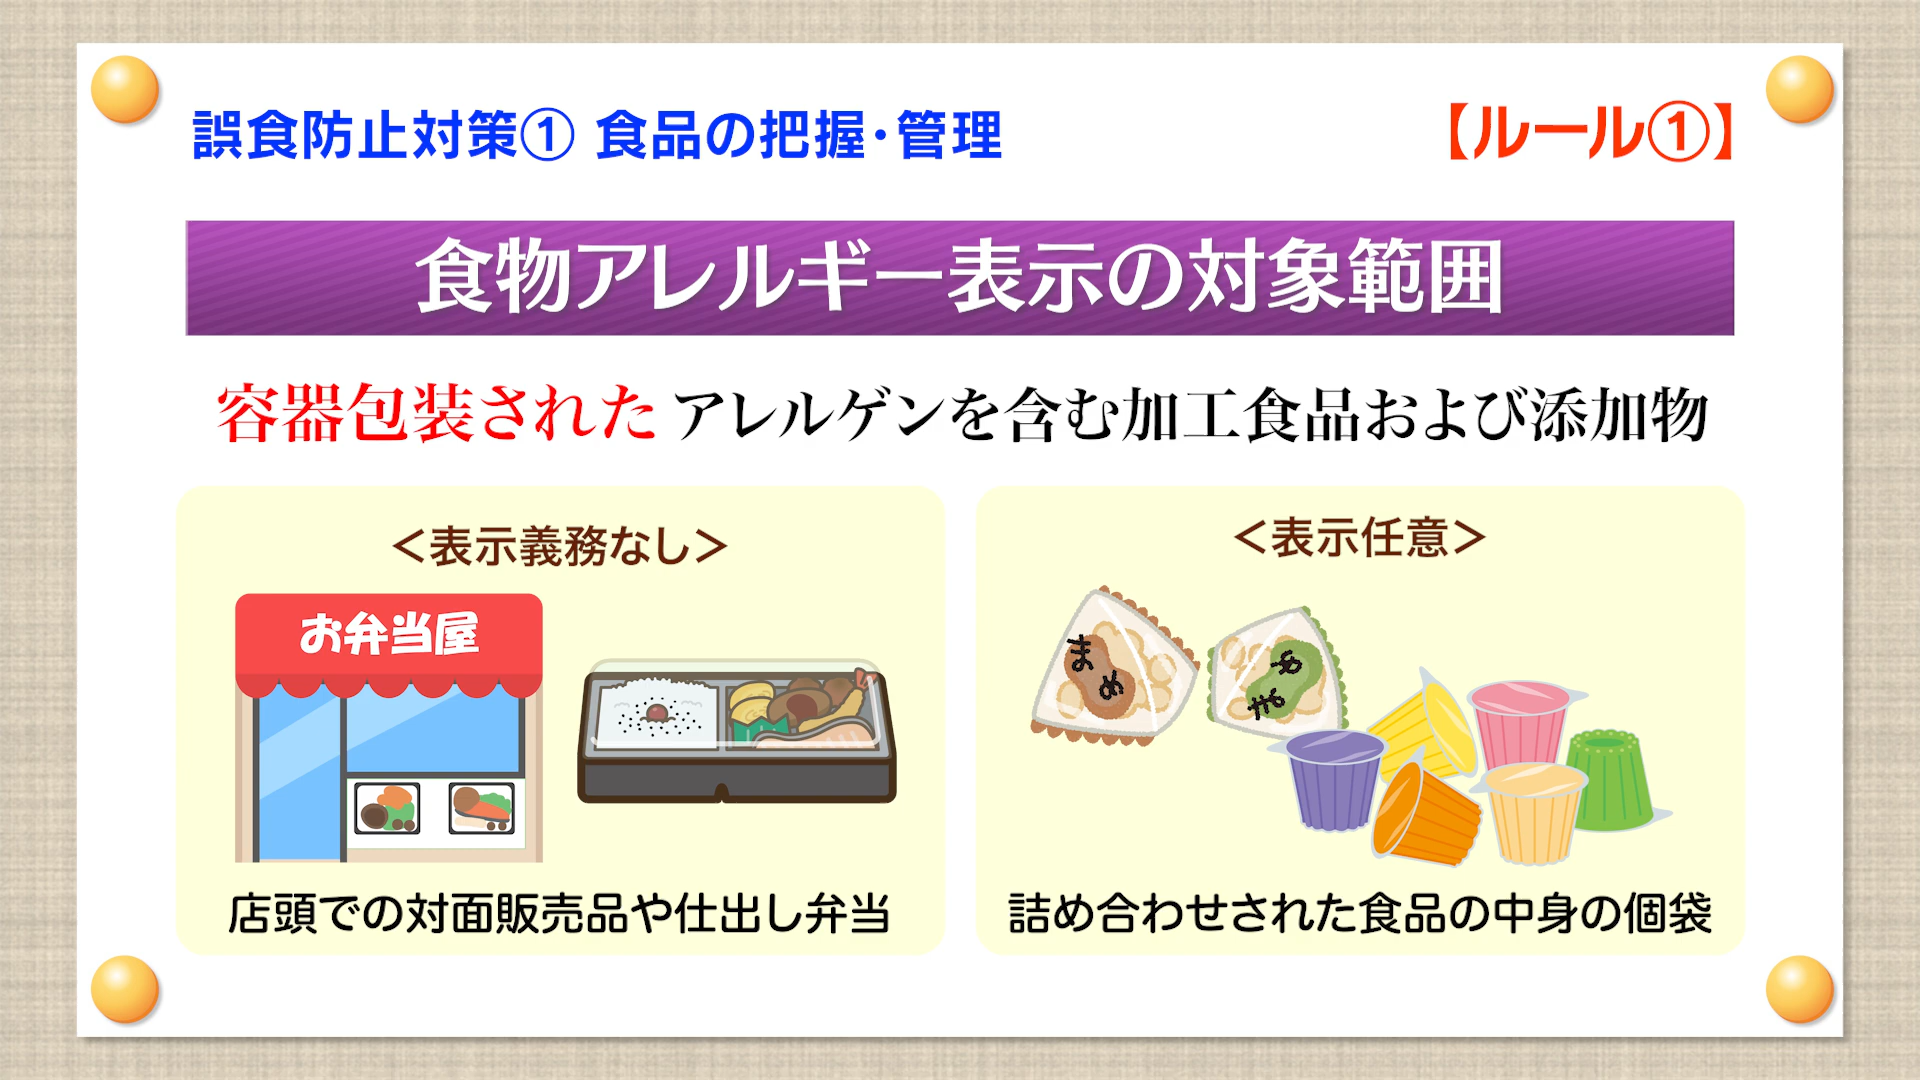 誤食防止対策① 食品の把握・管理
【ルール①】
食物アレルギー表示の対象範囲
容器包装された アレルゲンを含む加工食品および添加物
＜表示義務なし＞
お弁当屋
店頭での対面販売品や仕出し弁当
＜表示任意＞
まめ
まめ
詰め合わせされた食品の中身の個袋